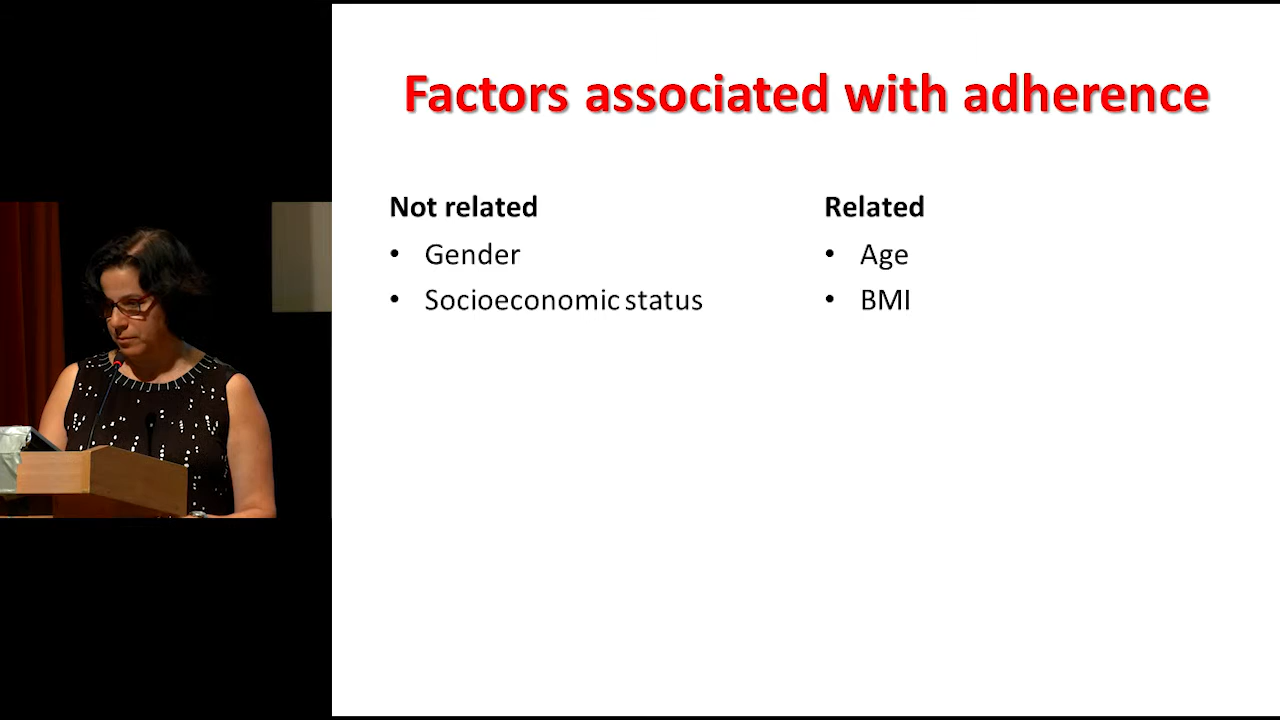 Factors associated with adherence
Not related
• Gender
• Socioeconomic status
Related
• Age
• BMI